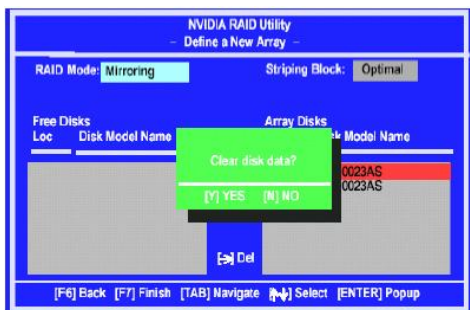 NVIDIA RAID Utility
– Define a New Array –
RAID Mode: Mirroring Striping Block: Optimal
Free Disks Array Disks
Loc Disk Model Name k Model Name
Clear disk data?
[Y] YES [N] NO
0023AS
0023AS
Del
[F6] Back [F7] Finish [TAB] Navigate [↑↓] Select [ENTER] Popup